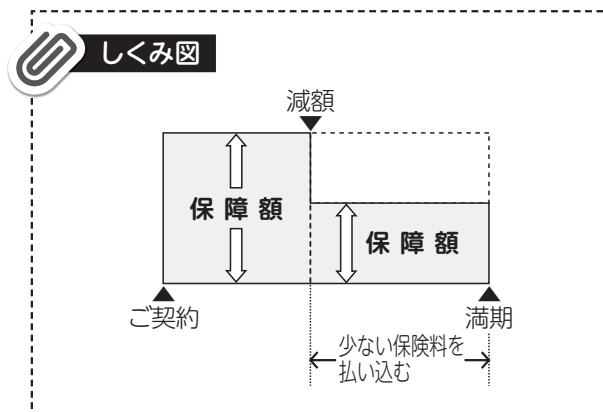 しくみ図
減額
保障額
保障額
ご契約
満期
少ない保険料を
払い込む